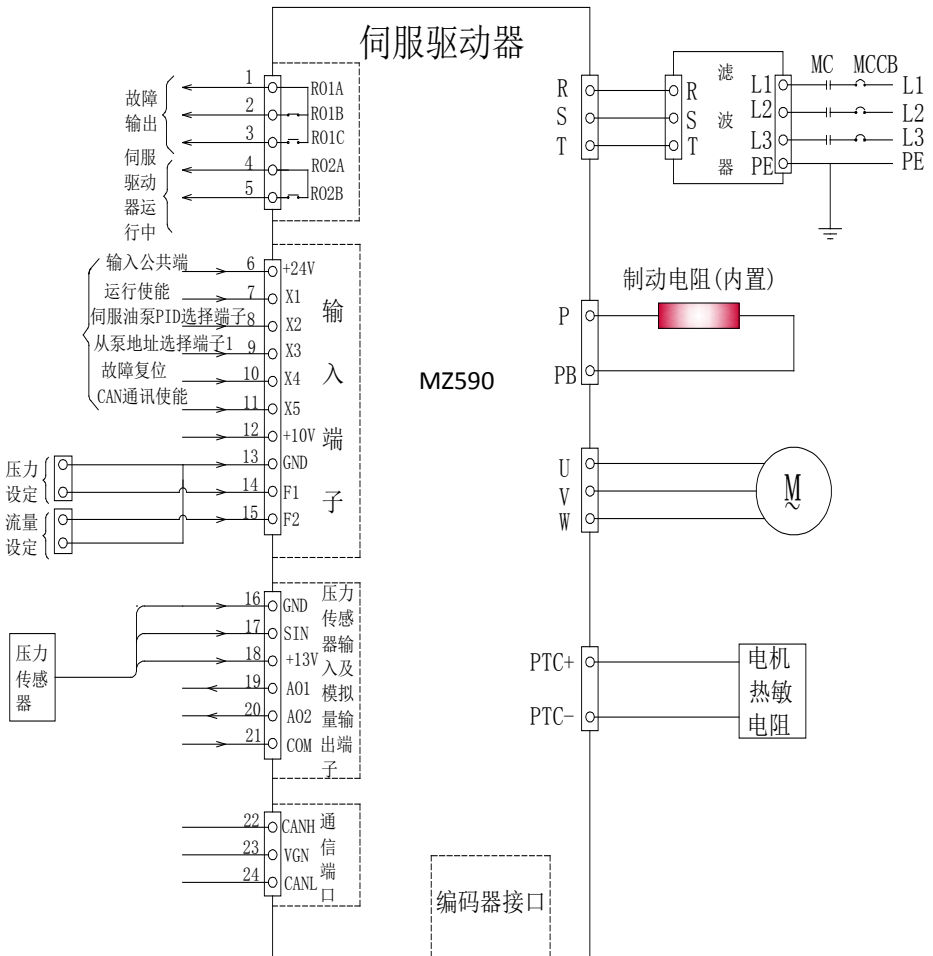 伺服驱动器
故障
输出
1 RO1A
2 RO1B
3 RO1C
伺服
驱动
器运
行中
4 RO2A
5 RO2B
输入公共端 6 +24V
运行使能 7 X1
伺服油泵PID选择端子 8 X2
从泵地址选择端子1 9 X3
故障复位 10 X4
CAN通讯使能 11 X5
12 +10V
13 GND
14 F1
15 F2
输
入
端
子
压力
设定
流量
设定
压力
传感
器
16 GND
17 SIN
18 +13V
19 AO1
20 AO2
21 COM
压力
传感
器输
入及
模拟
量输
出端
子
22 CANH
23 VGN
24 CANL
通
信
端
口
MZ590
编码器接口
R
S
T
R
S
T
滤
波
器
L1
L2
L3
PE
MC MCCB
L1
L2
L3
PE
制动电阻(内置)
P
PB
U
V
W
M
~
PTC+
PTC-
电机
热敏
电阻